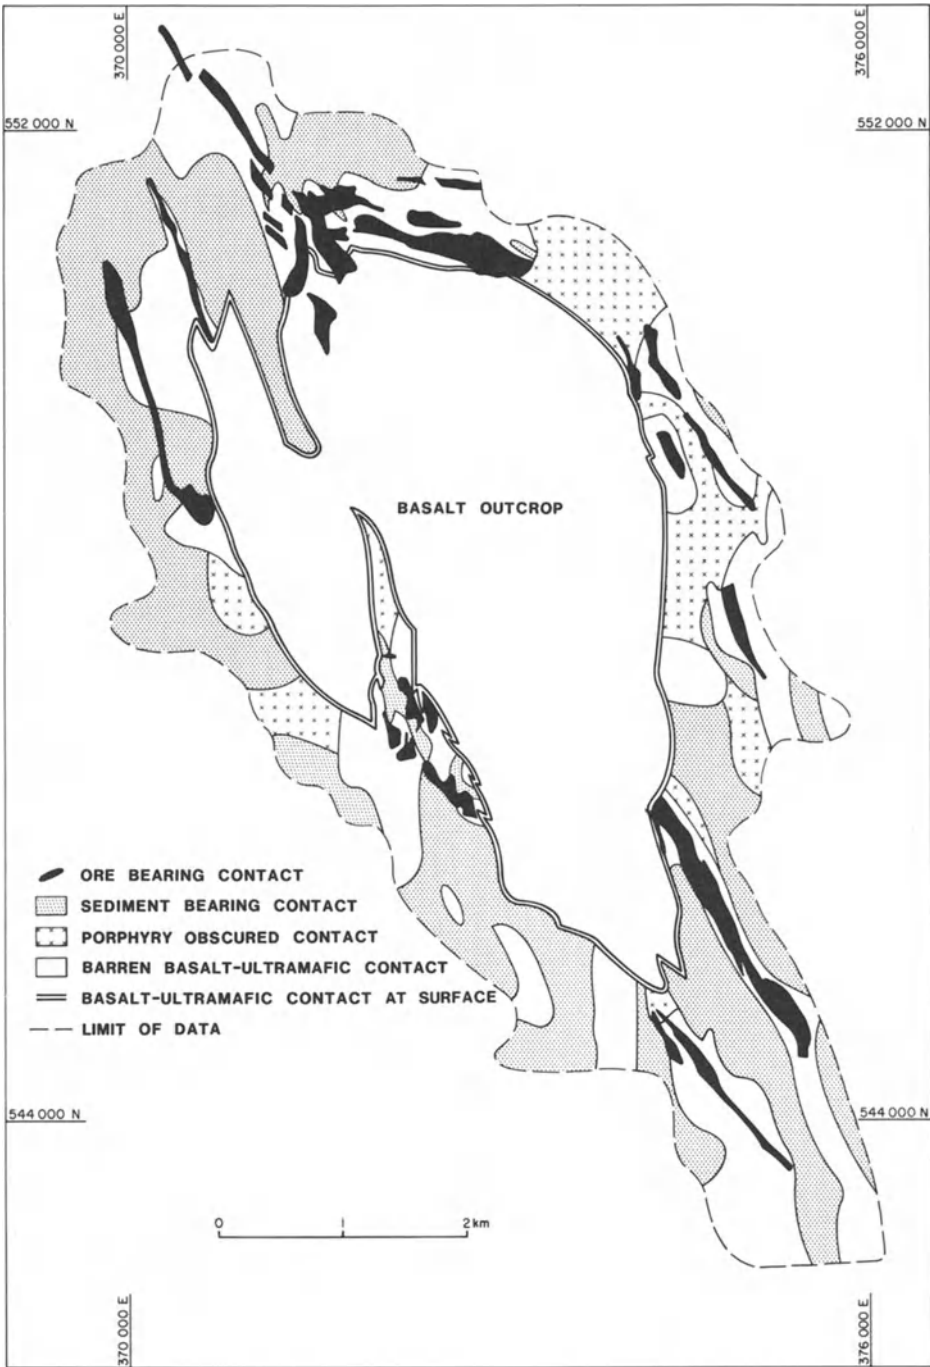 370 000 E
376 000 E
552 000 N
552 000 N
BASALT OUTCROP
ORE BEARING CONTACT
SEDIMENT BEARING CONTACT
PORPHYRY OBSCURED CONTACT
BARREN BASALT-ULTRAMAFIC CONTACT
BASALT-ULTRAMAFIC CONTACT AT SURFACE
LIMIT OF DATA
544 000 N
544 000 N
0 1 2 km
370 000 E
376 000 E